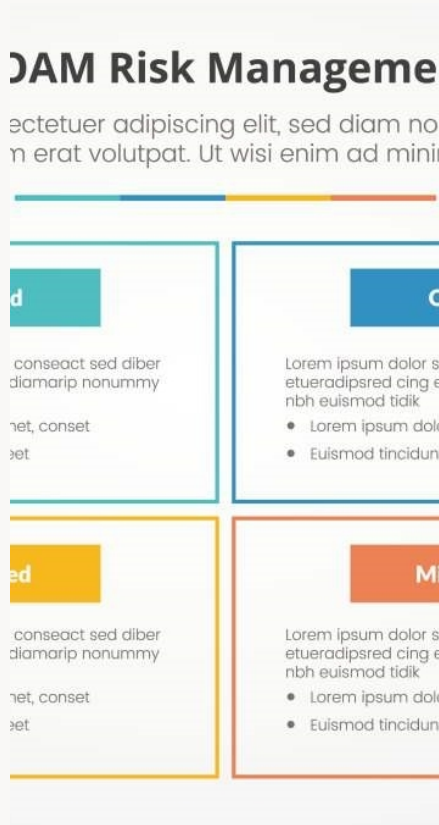 OAM Risk Manageme
ectetuer adipiscing elit, sed diam no
m erat volutpat. Ut wisi enim ad minin
d
conseact sed diber
diamarip nonummy
net, conset
eet
O
Lorem ipsum dolor s
etueradipsred cing e
nbh euismod tidik
• Lorem ipsum dolo
• Euismod tincidun
ed
conseact sed diber
diamarip nonummy
net, conset
eet
Mi
Lorem ipsum dolor s
etueradipsred cing e
nbh euismod tidik
• Lorem ipsum dolo
• Euismod tincidun